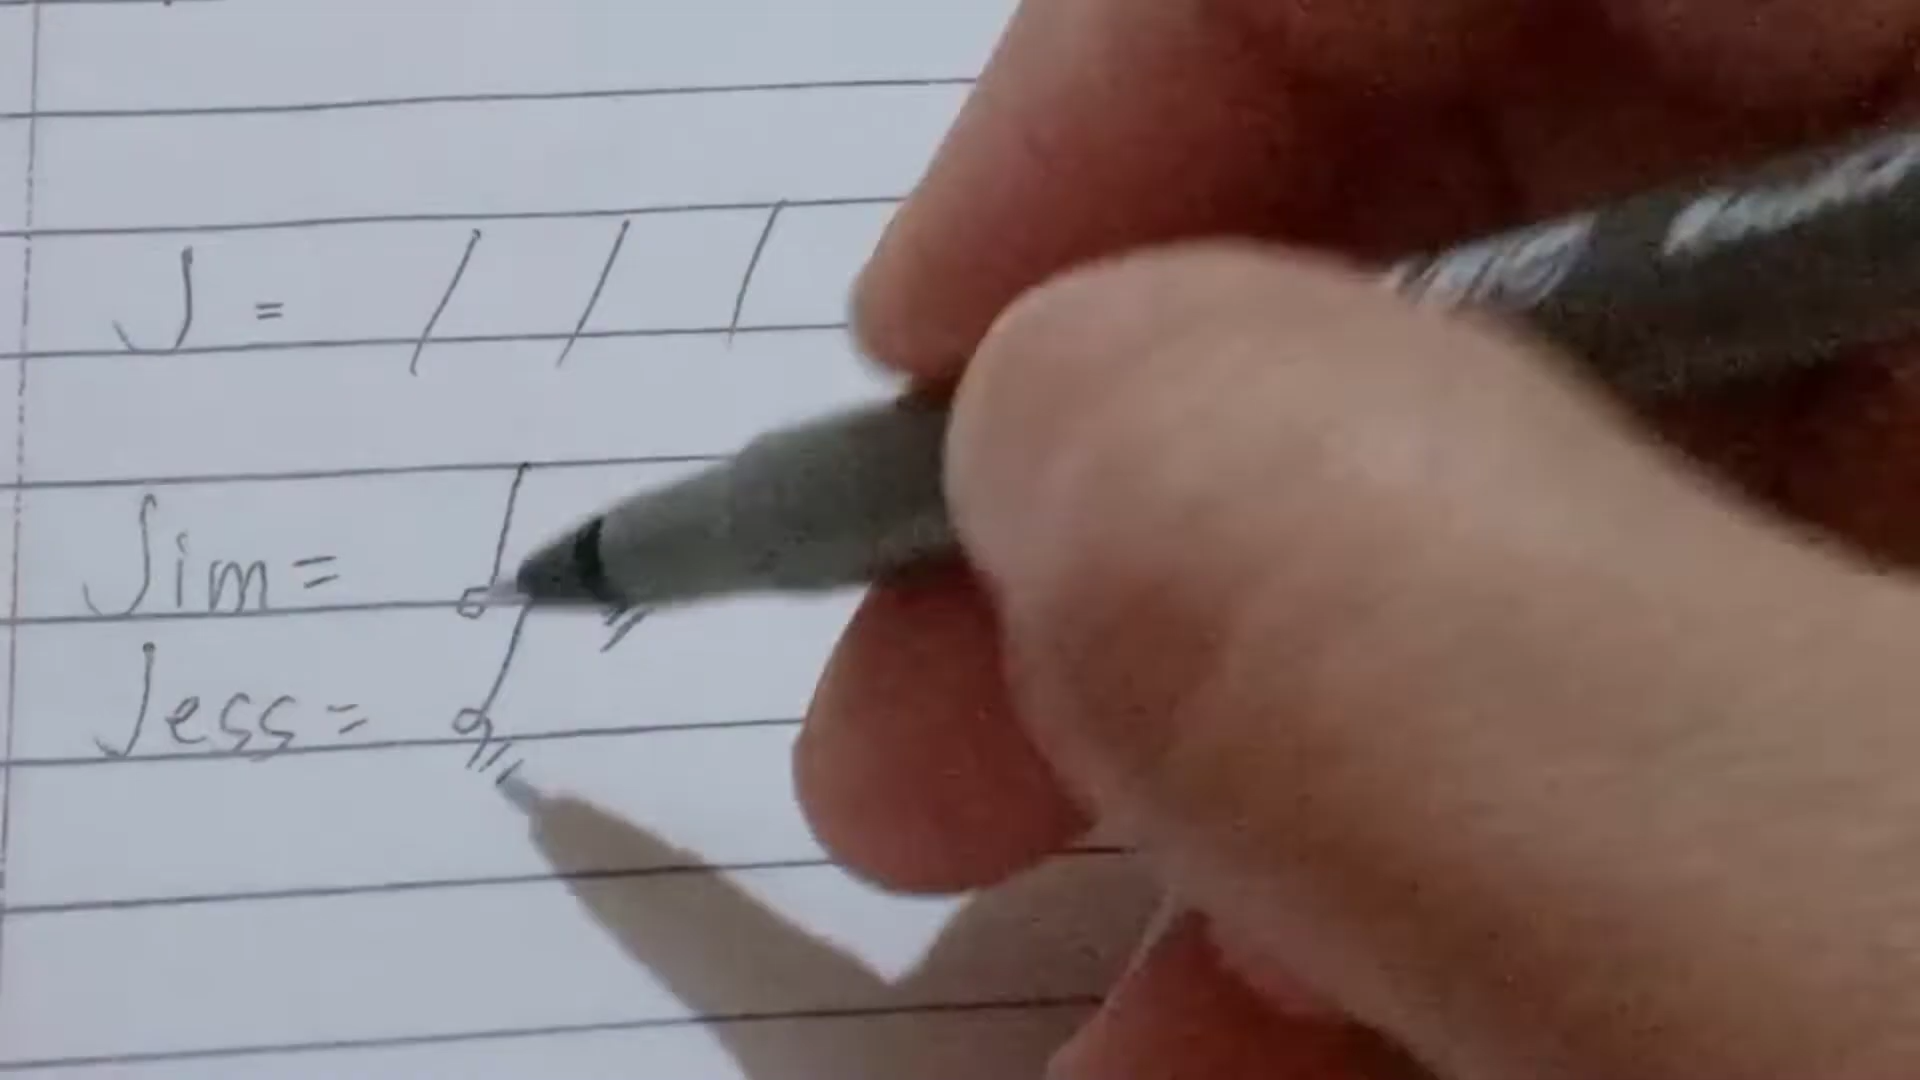 J =
Jim =
Jess =